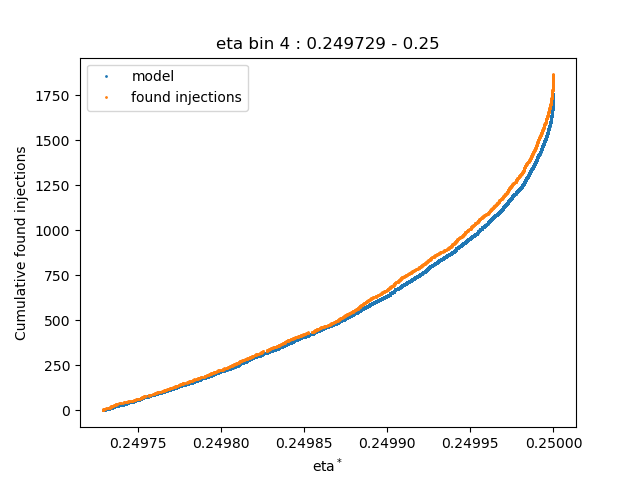 eta bin 4 : 0.249729 - 0.25
model
found injections
Cumulative found injections
1750
1500
1250
1000
750
500
250
0
0.24975 0.24980 0.24985 0.24990 0.24995 0.25000
eta*